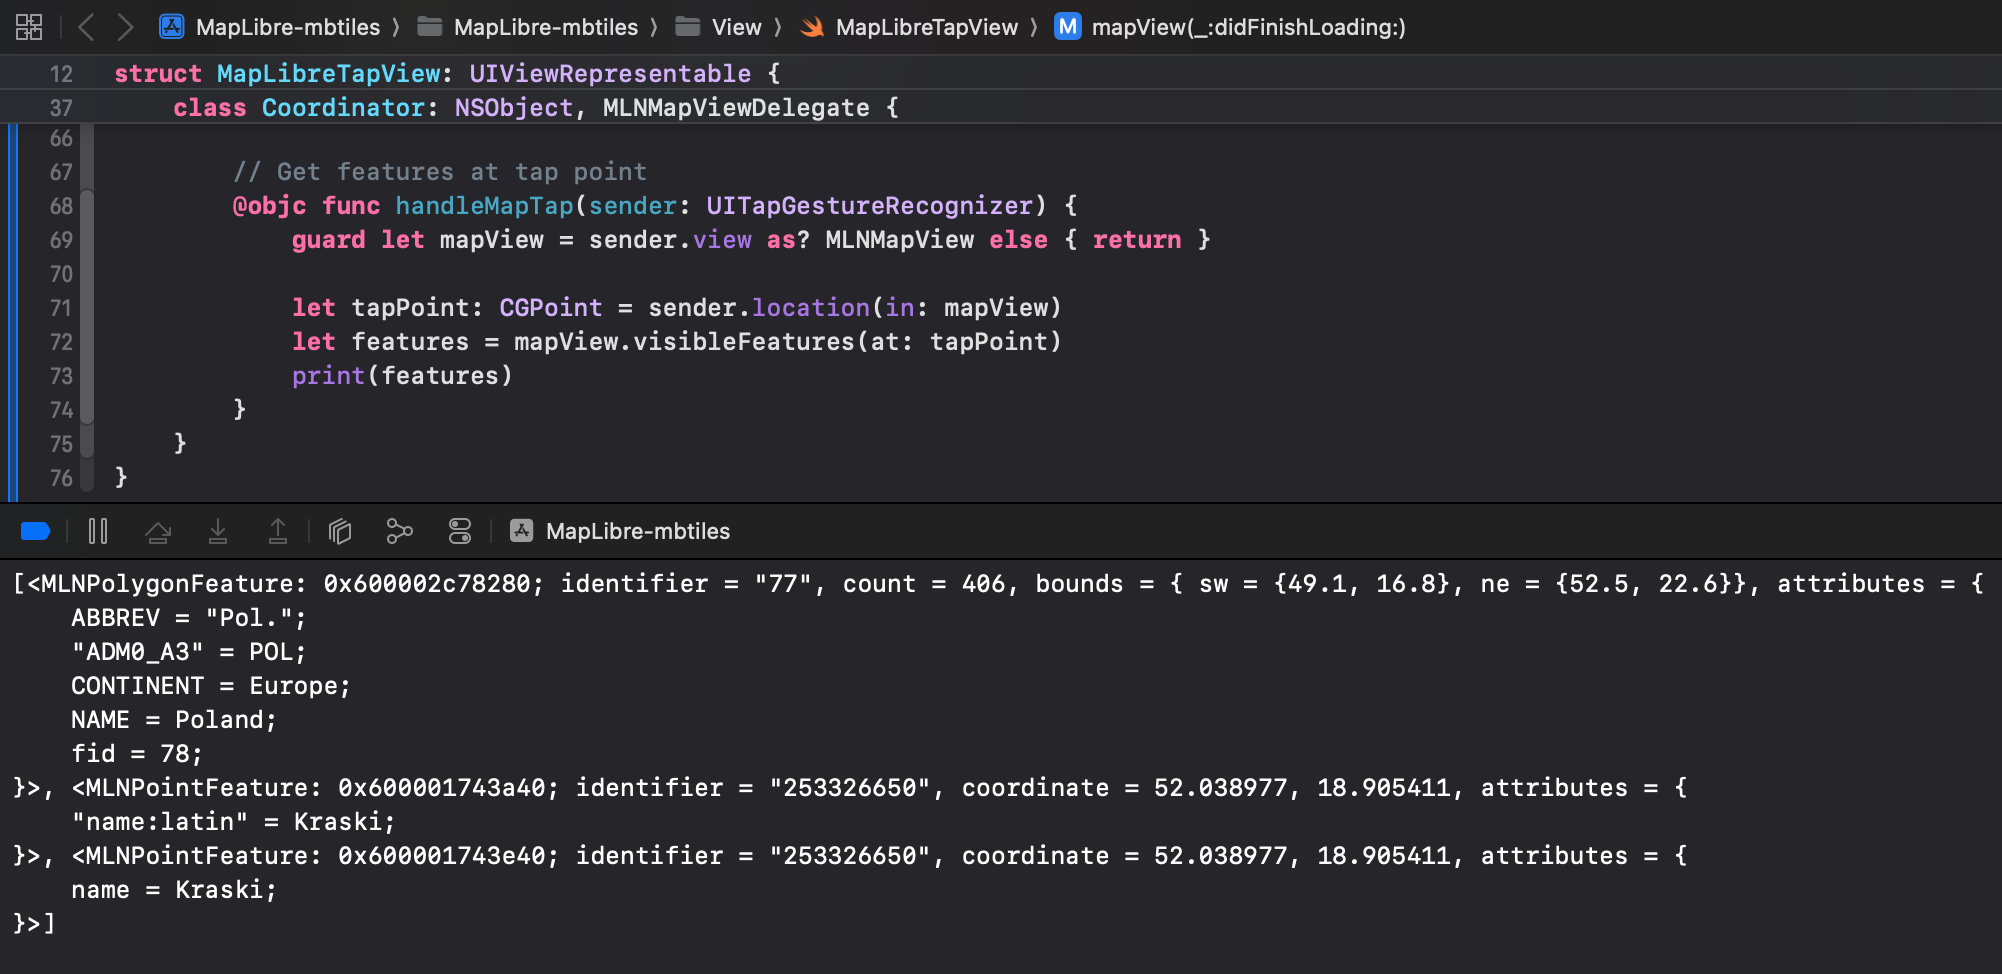 MapLibre-mbtiles 〉 MapLibre-mbtiles 〉 View 〉 MapLibreTapView 〉 M mapView(_:didFinishLoading:)
12 struct MapLibreTapView: UIViewRepresentable {
37 class Coordinator: NSObject, MLNMapViewDelegate {
66
67 // Get features at tap point
68 @objc func handleMapTap(sender: UITapGestureRecognizer) {
69 guard let mapView = sender.view as? MLNMapView else { return }
70
71 let tapPoint: CGPoint = sender.location(in: mapView)
72 let features = mapView.visibleFeatures(at: tapPoint)
73 print(features)
74 }
75 }
76 }
MapLibre-mbtiles
[<MLNPolygonFeature: 0x600002c78280; identifier = "77", count = 406, bounds = { sw = {49.1, 16.8}, ne = {52.5, 22.6}}, attributes = {
ABBREV = "Pol.";
"ADM0_A3" = POL;
CONTINENT = Europe;
NAME = Poland;
fid = 78;
}>, <MLNPointFeature: 0x600001743a40; identifier = "253326650", coordinate = 52.038977, 18.905411, attributes = {
"name:latin" = Kraski;
}>, <MLNPointFeature: 0x600001743e40; identifier = "253326650", coordinate = 52.038977, 18.905411, attributes = {
name = Kraski;
}>]